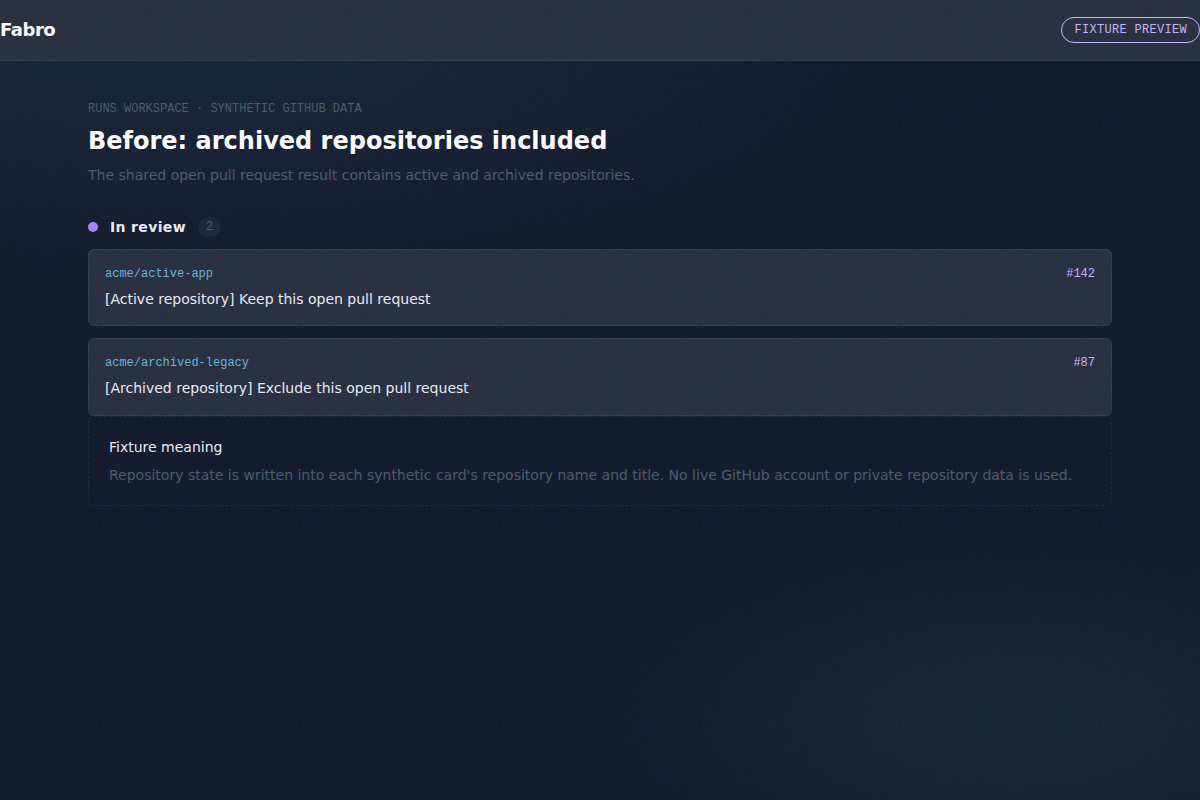 Fabro
FIXTURE PREVIEW
RUNS WORKSPACE · SYNTHETIC GITHUB DATA
Before: archived repositories included
The shared open pull request result contains active and archived repositories.
In review 2
acme/active-app #142
[Active repository] Keep this open pull request
acme/archived-legacy #87
[Archived repository] Exclude this open pull request
Fixture meaning
Repository state is written into each synthetic card's repository name and title. No live GitHub account or private repository data is used.